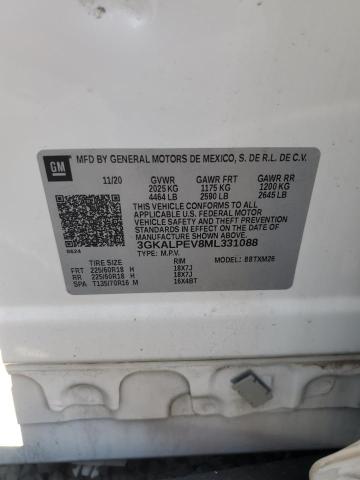 GM
MFD BY GENERAL MOTORS DE MEXICO, S. DE R.L. DE C.V.
11/20 GVWR GAWR FRT GAWR RR
2025 KG 1175 KG 1200 KG
4464 LB 2590 LB 2645 LB
THIS VEHICLE CONFORMS TO ALL APPLICABLE U.S. FEDERAL MOTOR
VEHICLE SAFETY AND THEFT PREVENTION
STANDARDS IN EFFECT ON THE DATE OF
MANUFACTURE SHOWN ABOVE.
0624 3GKALPEV8ML331088
TYPE: M.P.V. MODEL: 88TXM26
TIRE SIZE RIM
FRT 225/60R18 H 18X7J
RR 225/60R18 H 18X7J
SPA T135/70R16 M 16X4BT